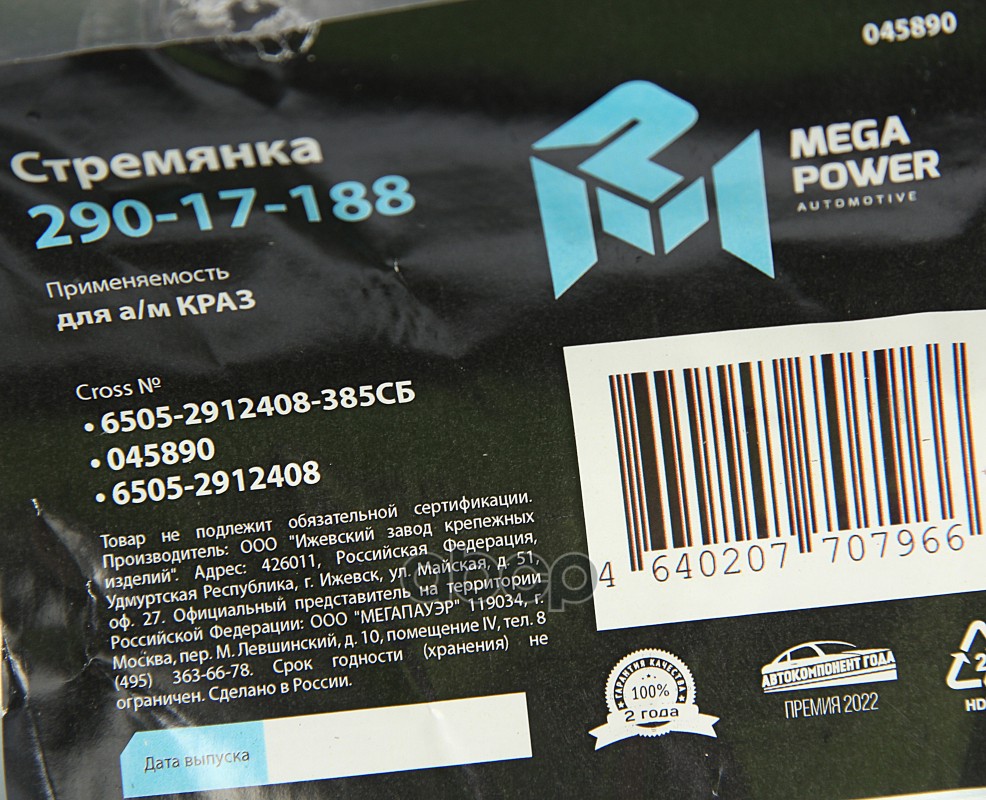 045890
Стремянка
290-17-188
MEGA
POWER
AUTOMOTIVE
Применяемость
для а/м КРАЗ
Cross №
• 6505-2912408-385СБ
• 045890
• 6505-2912408
Товар не подлежит обязательной сертификации.
Производитель: ООО "Ижевский завод крепежных
изделий". Адрес: 426011, Российская Федерация,
Удмуртская Республика, г. Ижевск, ул. Майская, д. 51,
оф. 27. Официальный представитель на территории
Российской Федерации: ООО "МЕГАПАУЭР" 119034, г.
Москва, пер. М. Левшинский, д. 10, помещение IV, тел. 8
(495) 363-66-78. Срок годности (хранения) не
ограничен. Сделано в России.
4 640207 707966
ГАРАНТИЯ КАЧЕСТВА
100%
2 года
АВТОКОМПОНЕНТ ГОДА
ПРЕМИЯ 2022
2
HD
Дата выпуска